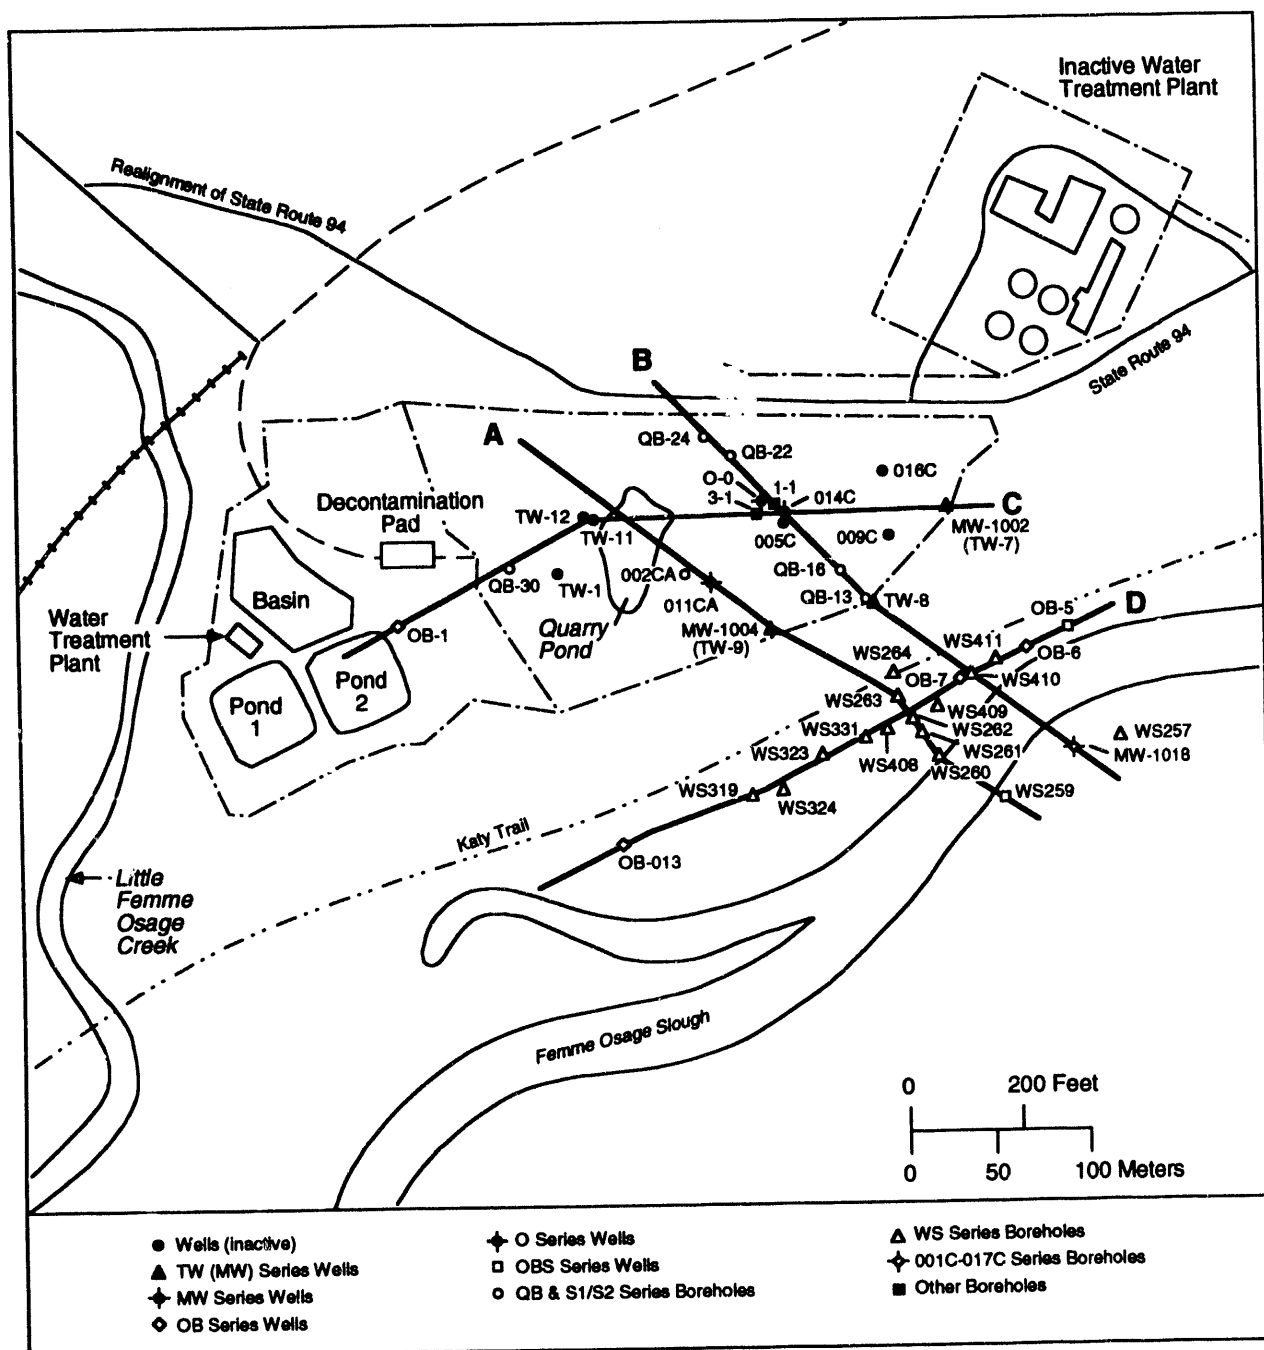 Inactive Water
Treatment Plant
Realignment of State Route 94
State Route 94
B
A
QB-24
QB-22
016C
O-0
1-1
3-1
014C
C
Decontamination
Pad
TW-12
TW-11
005C
009C
MW-1002
(TW-7)
QB-30
TW-1
002CA
011CA
QB-16
QB-13
TW-8
Basin
Water
Treatment
Plant
OB-1
Quarry
Pond
MW-1004
(TW-9)
OB-5
D
OB-6
WS411
WS264
OB-7
WS410
Pond
1
Pond
2
WS263
WS409
WS262
WS257
WS331
WS261
MW-1018
WS323
WS408
WS260
WS319
WS324
WS259
Katy Trail
OB-013
Little
Femme
Osage
Creek
Femme Osage Slough
0 200 Feet
0 50 100 Meters
Wells (inactive)
TW (MW) Series Wells
MW Series Wells
OB Series Wells
O Series Wells
OBS Series Wells
QB & S1/S2 Series Boreholes
WS Series Boreholes
001C-017C Series Boreholes
Other Boreholes